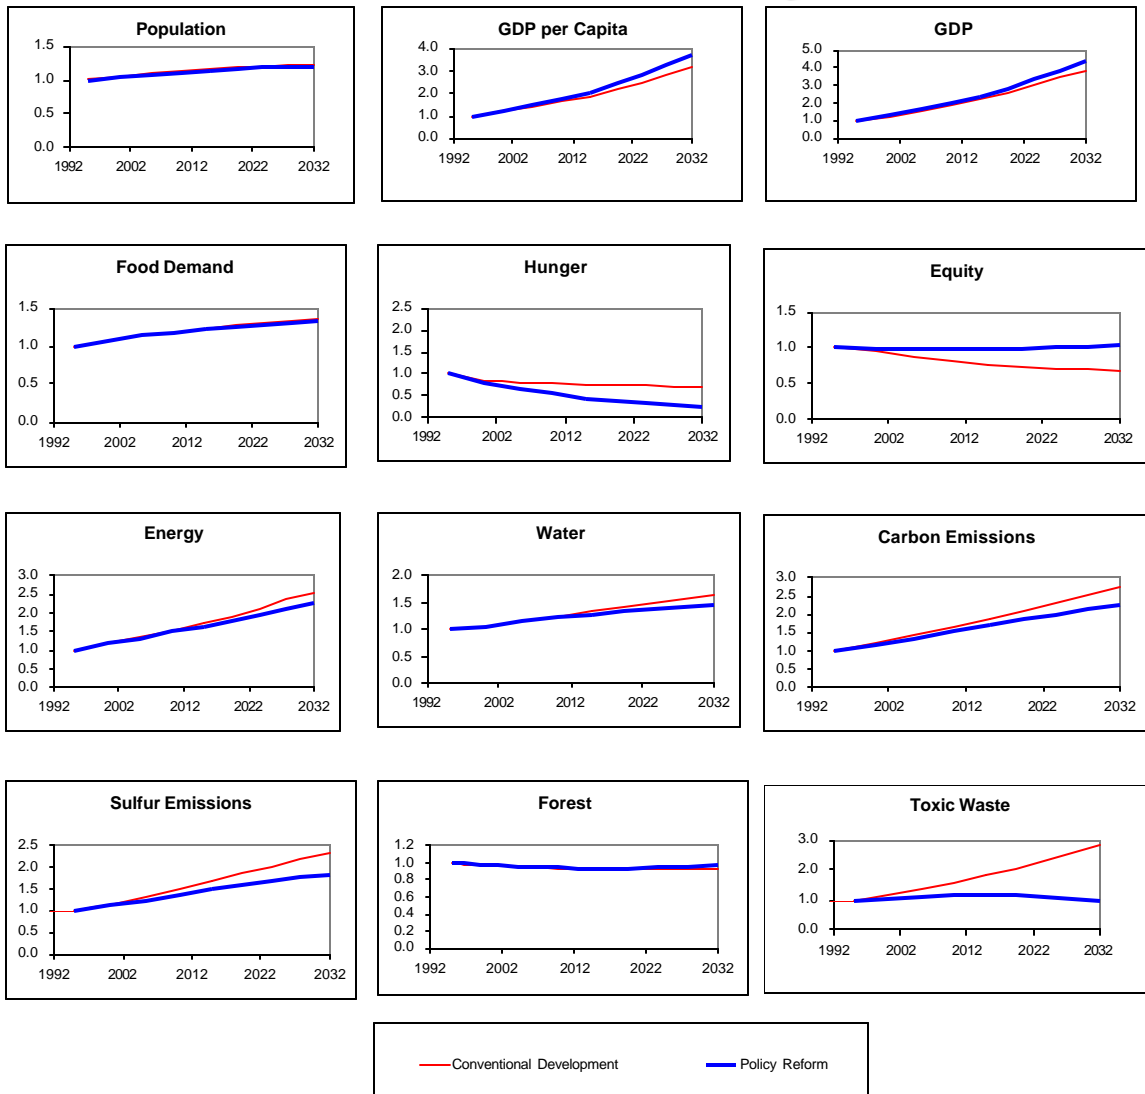 Population
1.5
1.0
0.5
0.0
1992 2002 2012 2022 2032
GDP per Capita
4.0
3.0
2.0
1.0
0.0
1992 2002 2012 2022 2032
GDP
5.0
4.0
3.0
2.0
1.0
0.0
1992 2002 2012 2022 2032
Food Demand
1.5
1.0
0.5
0.0
1992 2002 2012 2022 2032
Hunger
2.5
2.0
1.5
1.0
0.5
0.0
1992 2002 2012 2022 2032
Equity
1.5
1.0
0.5
0.0
1992 2002 2012 2022 2032
Energy
3.0
2.5
2.0
1.5
1.0
0.5
0.0
1992 2002 2012 2022 2032
Water
2.0
1.5
1.0
0.5
0.0
1992 2002 2012 2022 2032
Carbon Emissions
3.0
2.5
2.0
1.5
1.0
0.5
0.0
1992 2002 2012 2022 2032
Sulfur Emissions
2.5
2.0
1.5
1.0
0.5
0.0
1992 2002 2012 2022 2032
Forest
1.2
1.0
0.8
0.6
0.4
0.2
0.0
1992 2002 2012 2022 2032
Toxic Waste
3.0
2.0
1.0
0.0
1992 2002 2012 2022 2032
Conventional Development Policy Reform